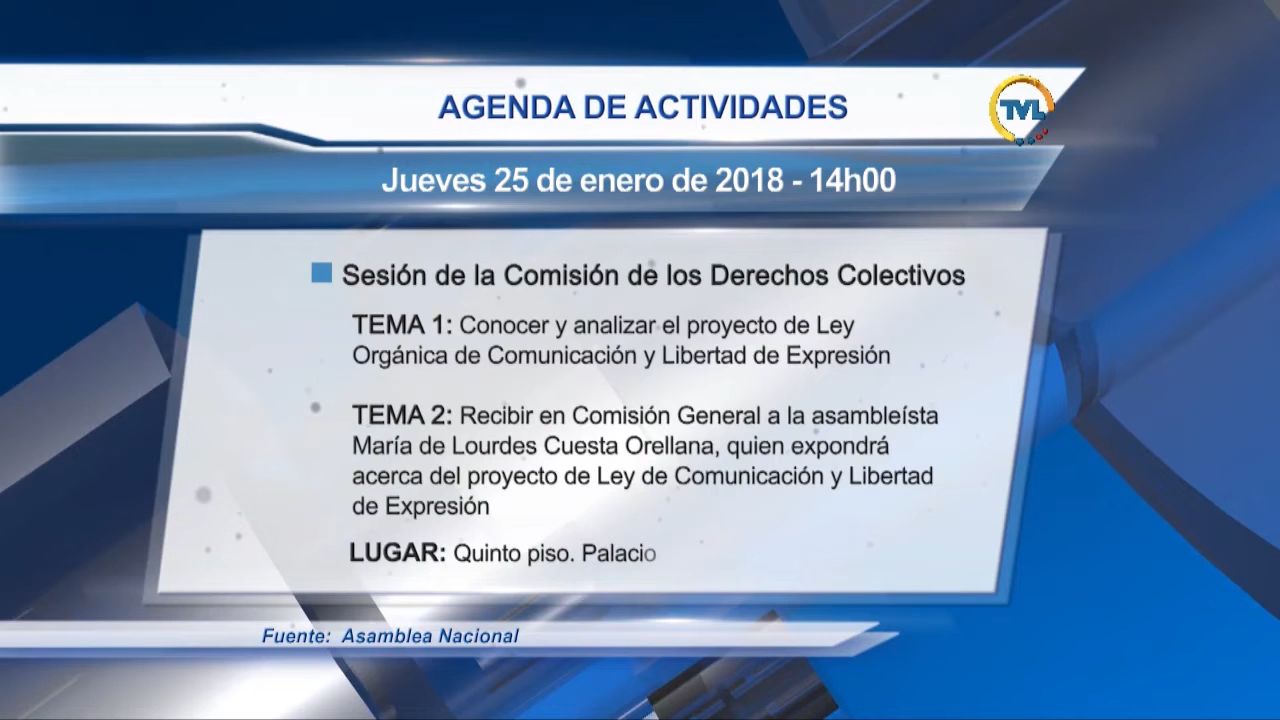 AGENDA DE ACTIVIDADES
TVL
Jueves 25 de enero de 2018 - 14h00
Sesión de la Comisión de los Derechos Colectivos
TEMA 1: Conocer y analizar el proyecto de Ley
Orgánica de Comunicación y Libertad de Expresión
TEMA 2: Recibir en Comisión General a la asambleísta
María de Lourdes Cuesta Orellana, quien expondrá
acerca del proyecto de Ley de Comunicación y Libertad
de Expresión
LUGAR: Quinto piso. Palacio
Fuente: Asamblea Nacional